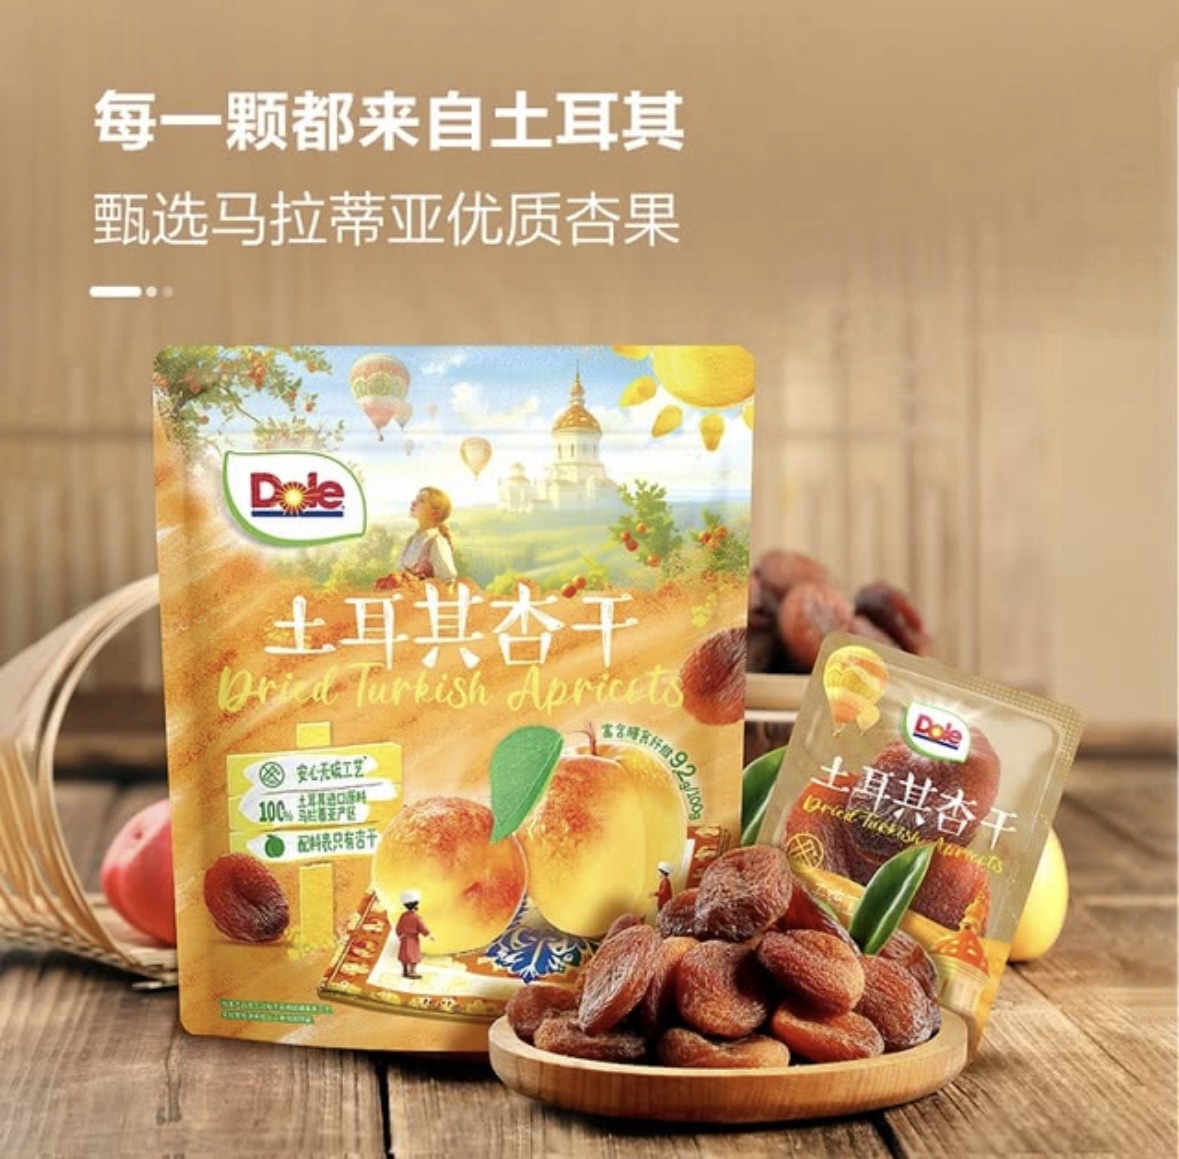 每一颗都来自土耳其
甄选马拉蒂亚优质杏果
Dole
土耳其杏干
Dried Turkish Apricots
富含膳食纤维9.2g/100g
安心无硫工艺*
100% 土耳其进口原料
马拉蒂亚产区
配料表只有杏干
Dole
土耳其杏干
Dried Turkish Apricots